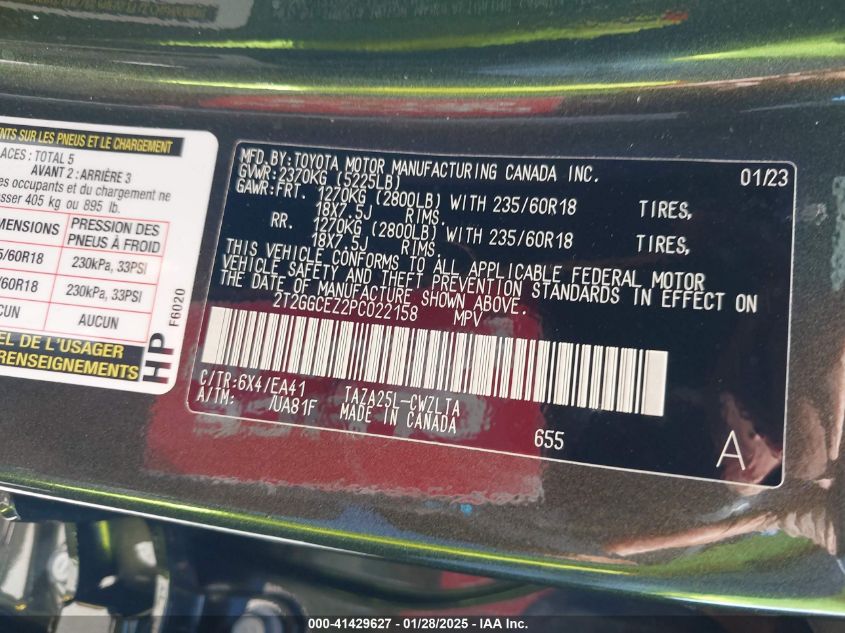 ENTS SUR LES PNEUS ET LE CHARGEMENT
LACES : TOTAL 5
AVANT 2 : ARRIÈRE 3
es occupants et du chargement ne
sser 405 kg ou 895 lb.
MENSIONS PRESSION DES PNEUS À FROID
5/60R18 230kPa, 33PSI
/60R18 230kPa, 33PSI
CUN AUCUN
EL DE L'USAGER
RENSEIGNEMENTS
HP
F6020
MFD.BY:TOYOTA MOTOR MANUFACTURING CANADA INC. 01/23
GVWR:2370KG (5225LB)
GAWR:FRT. 1270KG (2800LB) WITH 235/60R18 TIRES,
18X7.5J RIMS.
RR. 1270KG (2800LB) WITH 235/60R18 TIRES,
18X7.5J RIMS.
THIS VEHICLE CONFORMS TO ALL APPLICABLE FEDERAL MOTOR
VEHICLE SAFETY AND THEFT PREVENTION STANDARDS IN EFFECT ON
THE DATE OF MANUFACTURE SHOWN ABOVE.
2T2GGCEZ2PC022158 MPV
C/TR:6X4/EA41 TAZA25L-CWZLTA
A/TM: /UA81F MADE IN CANADA
655
A
000-41429627 - 01/28/2025 - IAA Inc.